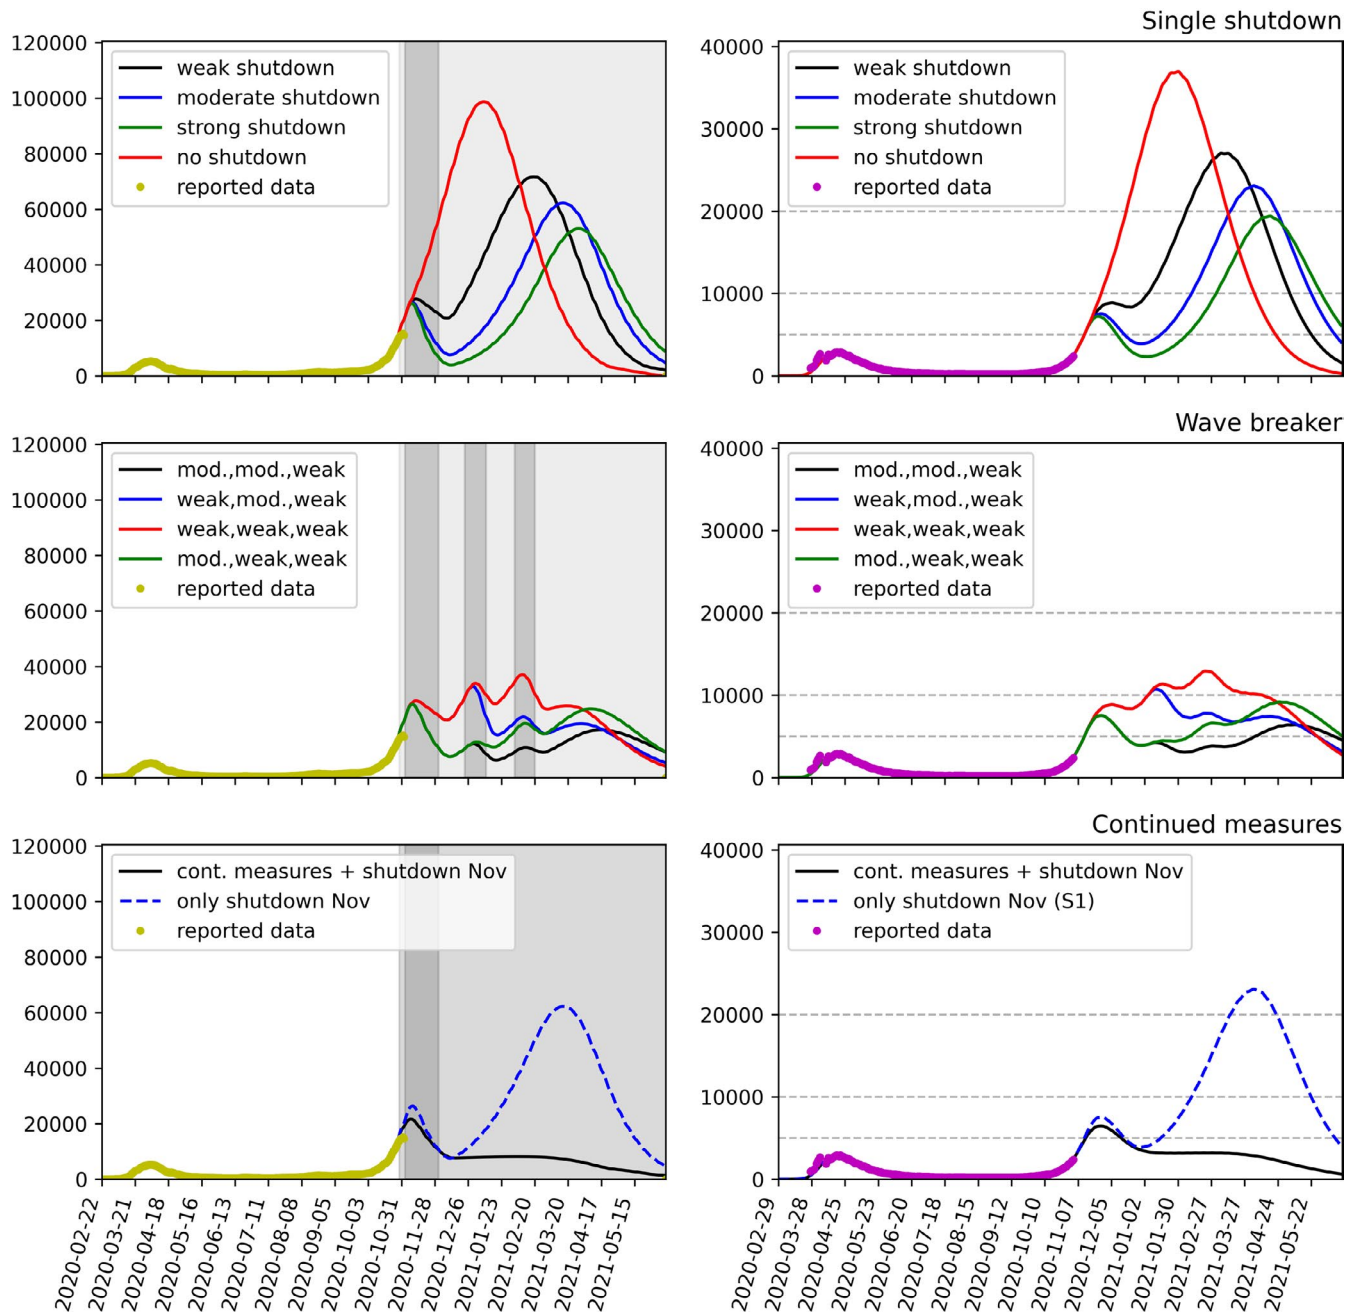 Single shutdown
120000
100000
80000
60000
40000
20000
0
weak shutdown
moderate shutdown
strong shutdown
no shutdown
reported data
40000
30000
20000
10000
0
weak shutdown
moderate shutdown
strong shutdown
no shutdown
reported data
Wave breaker
120000
100000
80000
60000
40000
20000
0
mod.,mod.,weak
weak,mod.,weak
weak,weak,weak
mod.,weak,weak
reported data
40000
30000
20000
10000
0
mod.,mod.,weak
weak,mod.,weak
weak,weak,weak
mod.,weak,weak
reported data
Continued measures
120000
100000
80000
60000
40000
20000
0
cont. measures + shutdown Nov
only shutdown Nov
reported data
40000
30000
20000
10000
0
cont. measures + shutdown Nov
only shutdown Nov (S1)
reported data
2020-02-22
2020-03-21
2020-04-18
2020-05-16
2020-06-13
2020-07-11
2020-08-08
2020-09-05
2020-10-03
2020-10-31
2020-11-28
2020-12-26
2021-01-23
2021-02-20
2021-03-20
2021-04-17
2021-05-15
2020-02-29
2020-03-28
2020-04-25
2020-05-23
2020-06-20
2020-07-18
2020-08-15
2020-09-12
2020-10-10
2020-11-07
2020-12-05
2021-01-02
2021-01-30
2021-02-27
2021-03-27
2021-04-24
2021-05-22